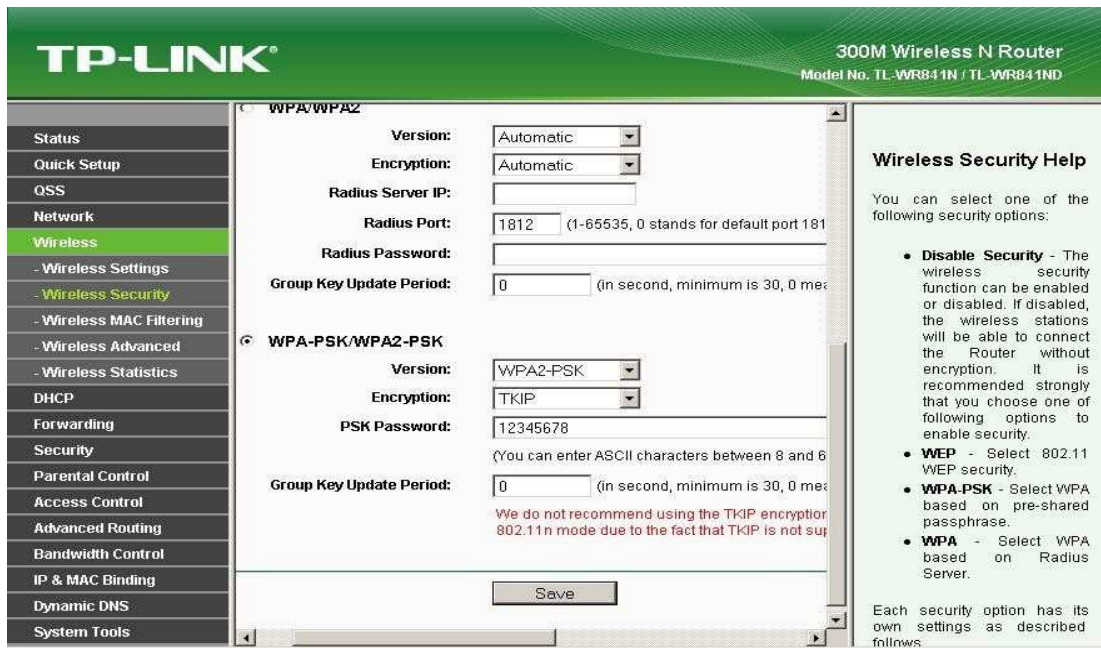 TP-LINK®
300M Wireless N Router
Model No. TL-WR841N / TL-WR841ND
Status
Quick Setup
QSS
Network
Wireless
- Wireless Settings
- Wireless Security
- Wireless MAC Filtering
- Wireless Advanced
- Wireless Statistics
DHCP
Forwarding
Security
Parental Control
Access Control
Advanced Routing
Bandwidth Control
IP & MAC Binding
Dynamic DNS
System Tools
WPA/WPA2
Version: Automatic
Encryption: Automatic
Radius Server IP:
Radius Port: 1812 (1-65535, 0 stands for default port 181
Radius Password:
Group Key Update Period: 0 (in second, minimum is 30, 0 mea
WPA-PSK/WPA2-PSK
Version: WPA2-PSK
Encryption: TKIP
PSK Password: 12345678
(You can enter ASCII characters between 8 and 6
Group Key Update Period: 0 (in second, minimum is 30, 0 mea
We do not recommend using the TKIP encryption
802.11n mode due to the fact that TKIP is not sup
Save
Wireless Security Help
You can select one of the
following security options:
• Disable Security - The
wireless security
function can be enabled
or disabled. If disabled,
the wireless stations
will be able to connect
the Router without
encryption. It is
recommended strongly
that you choose one of
following options to
enable security.
• WEP - Select 802.11
WEP security.
• WPA-PSK - Select WPA
based on pre-shared
passphrase.
• WPA - Select WPA
based on Radius
Server.
Each security option has its
own settings as described
follows